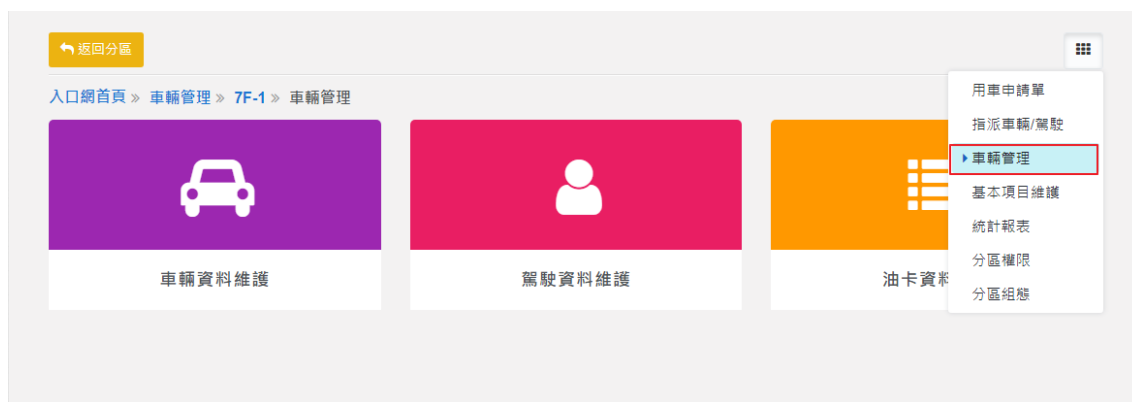 返回分區
入口網首頁 » 車輛管理 » 7F-1 » 車輛管理
用車申請單
指派車輛/駕駛
車輛管理
基本項目維護
統計報表
分區權限
分區組態
車輛資料維護
駕駛資料維護
油卡資料